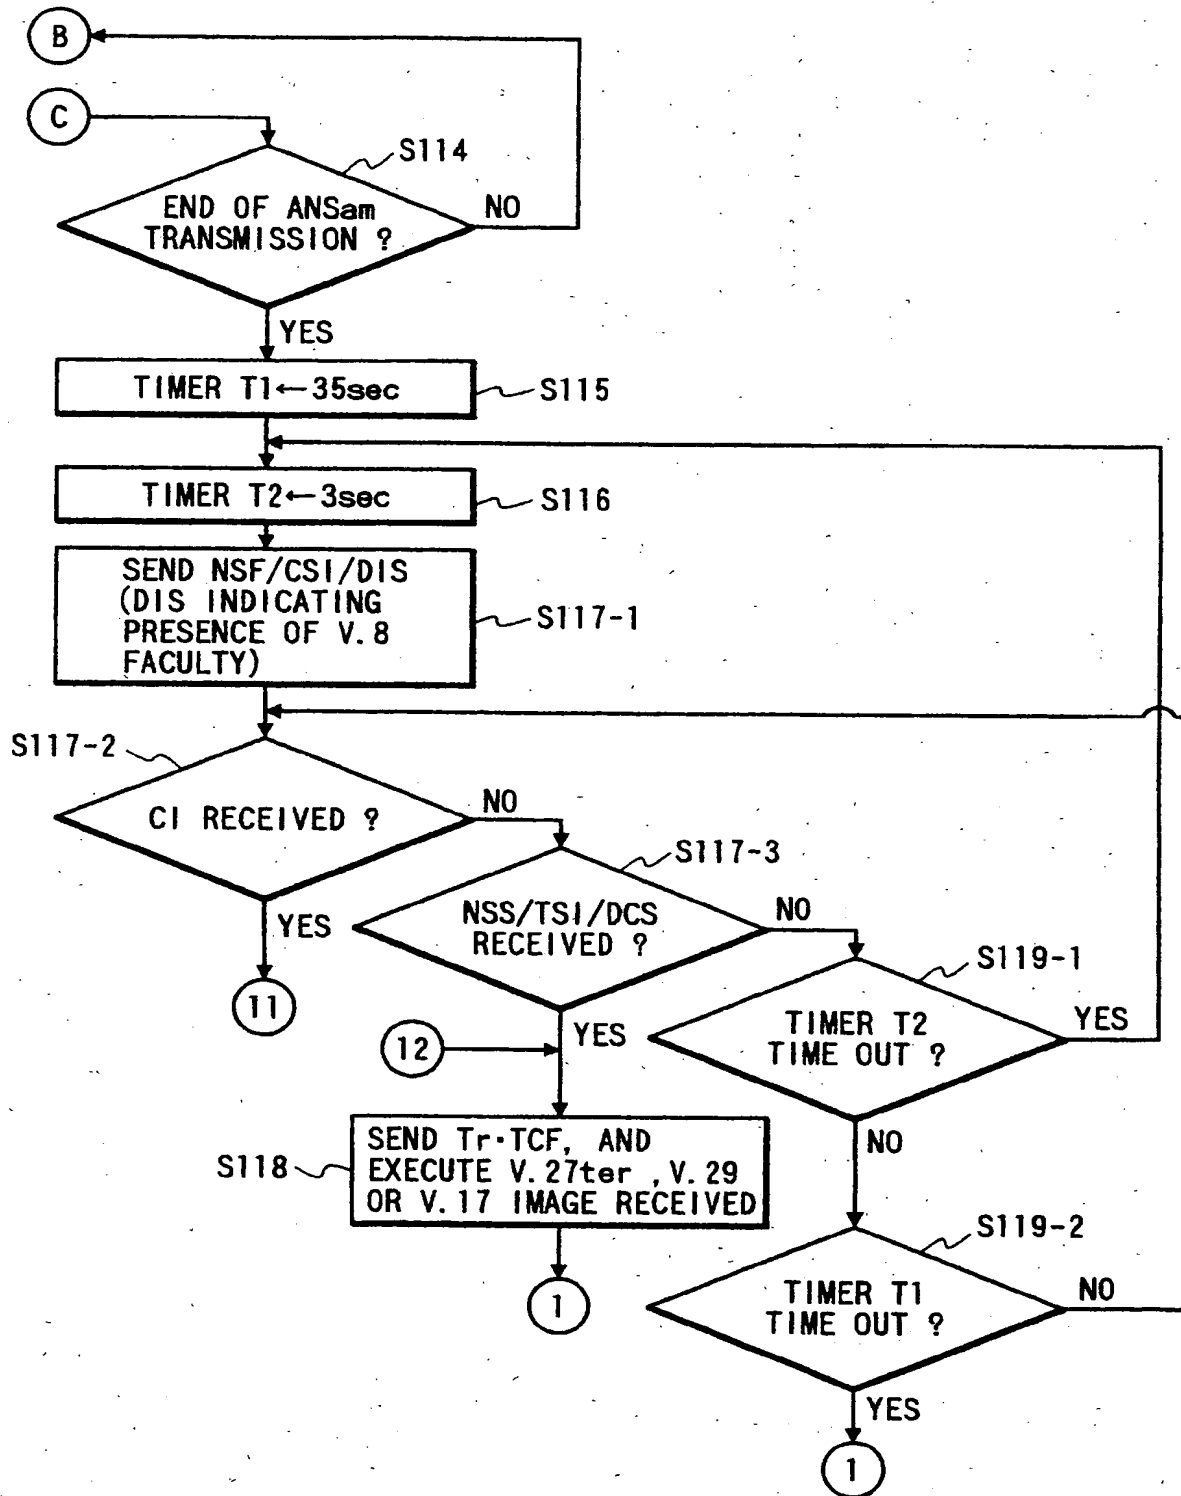 B
C
S114
END OF ANSam
TRANSMISSION ?
NO
YES
TIMER T1←35sec
S115
TIMER T2←3sec
S116
SEND NSF/CSI/DIS
(DIS INDICATING
PRESENCE OF V.8
FACULTY)
S117-1
S117-2
CI RECEIVED ?
NO
YES
11
S117-3
NSS/TSI/DCS
RECEIVED ?
NO
YES
12
S119-1
TIMER T2
TIME OUT ?
YES
NO
S118
SEND Tr·TCF, AND
EXECUTE V.27ter ,V.29
OR V.17 IMAGE RECEIVED
1
S119-2
TIMER T1
TIME OUT ?
NO
YES
1